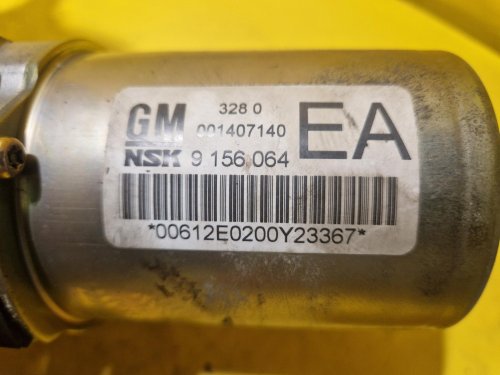 GM 328 0 EA
001407140
NSK 9 156 064
*00612E0200Y23367*